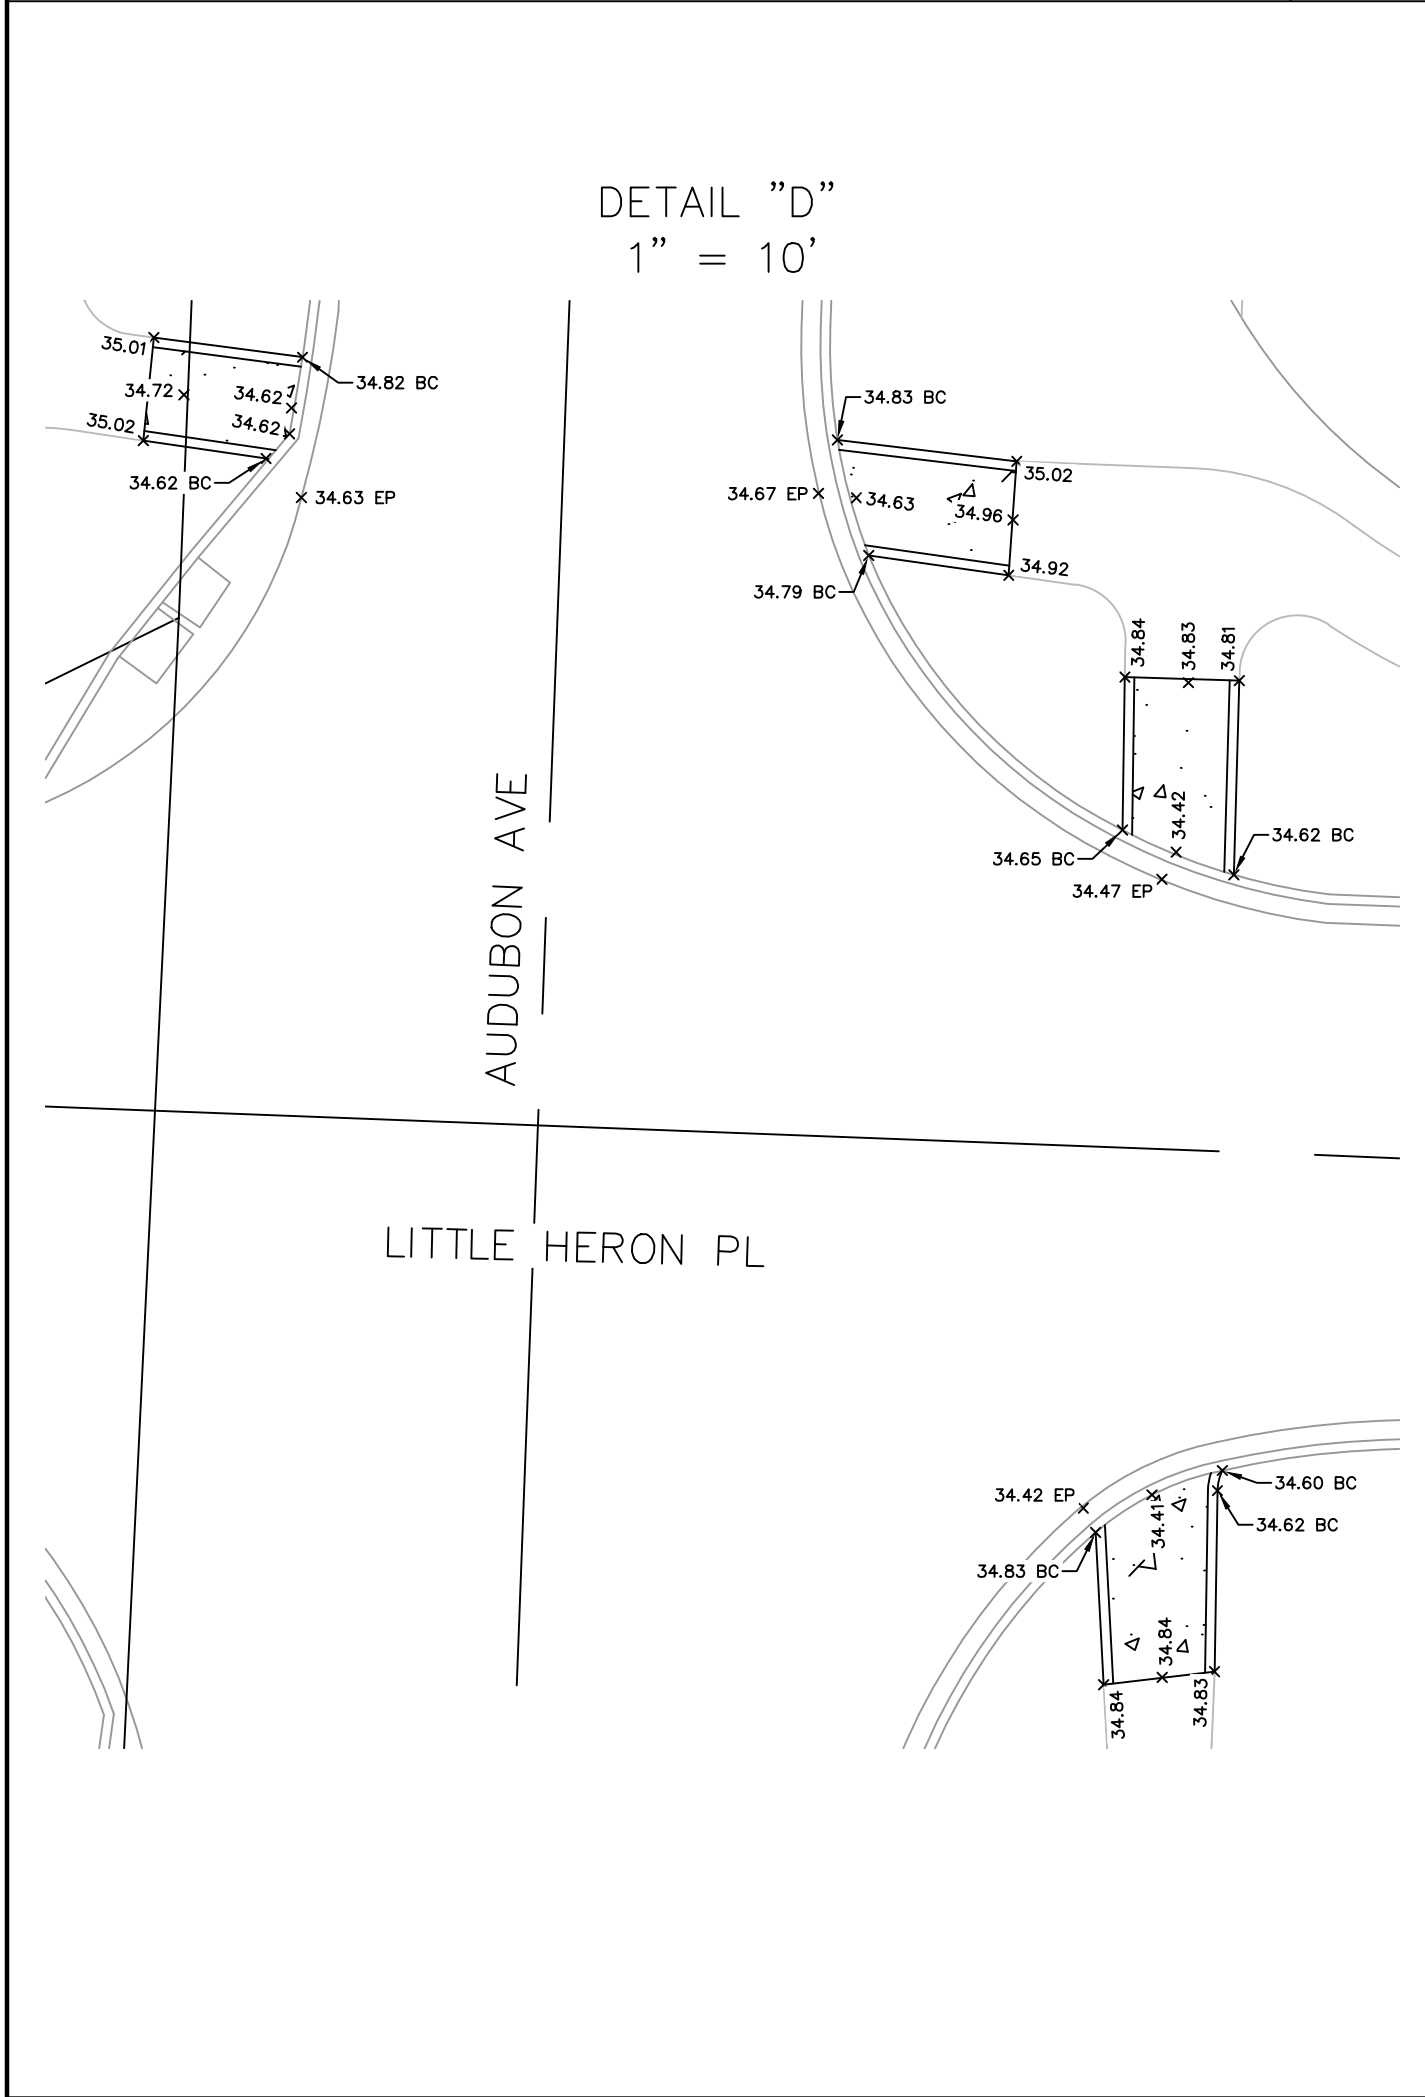 DETAIL "D"
1" = 10'
35.01
34.82 BC
34.72
34.62
35.02
34.62
34.62 BC
34.63 EP
34.83 BC
35.02
34.67 EP
34.63
34.96
34.92
34.79 BC
34.84
34.83
34.81
34.42
34.65 BC
34.62 BC
34.47 EP
AUDUBON AVE
LITTLE HERON PL
34.42 EP
34.41
34.60 BC
34.62 BC
34.83 BC
34.84
34.84
34.83